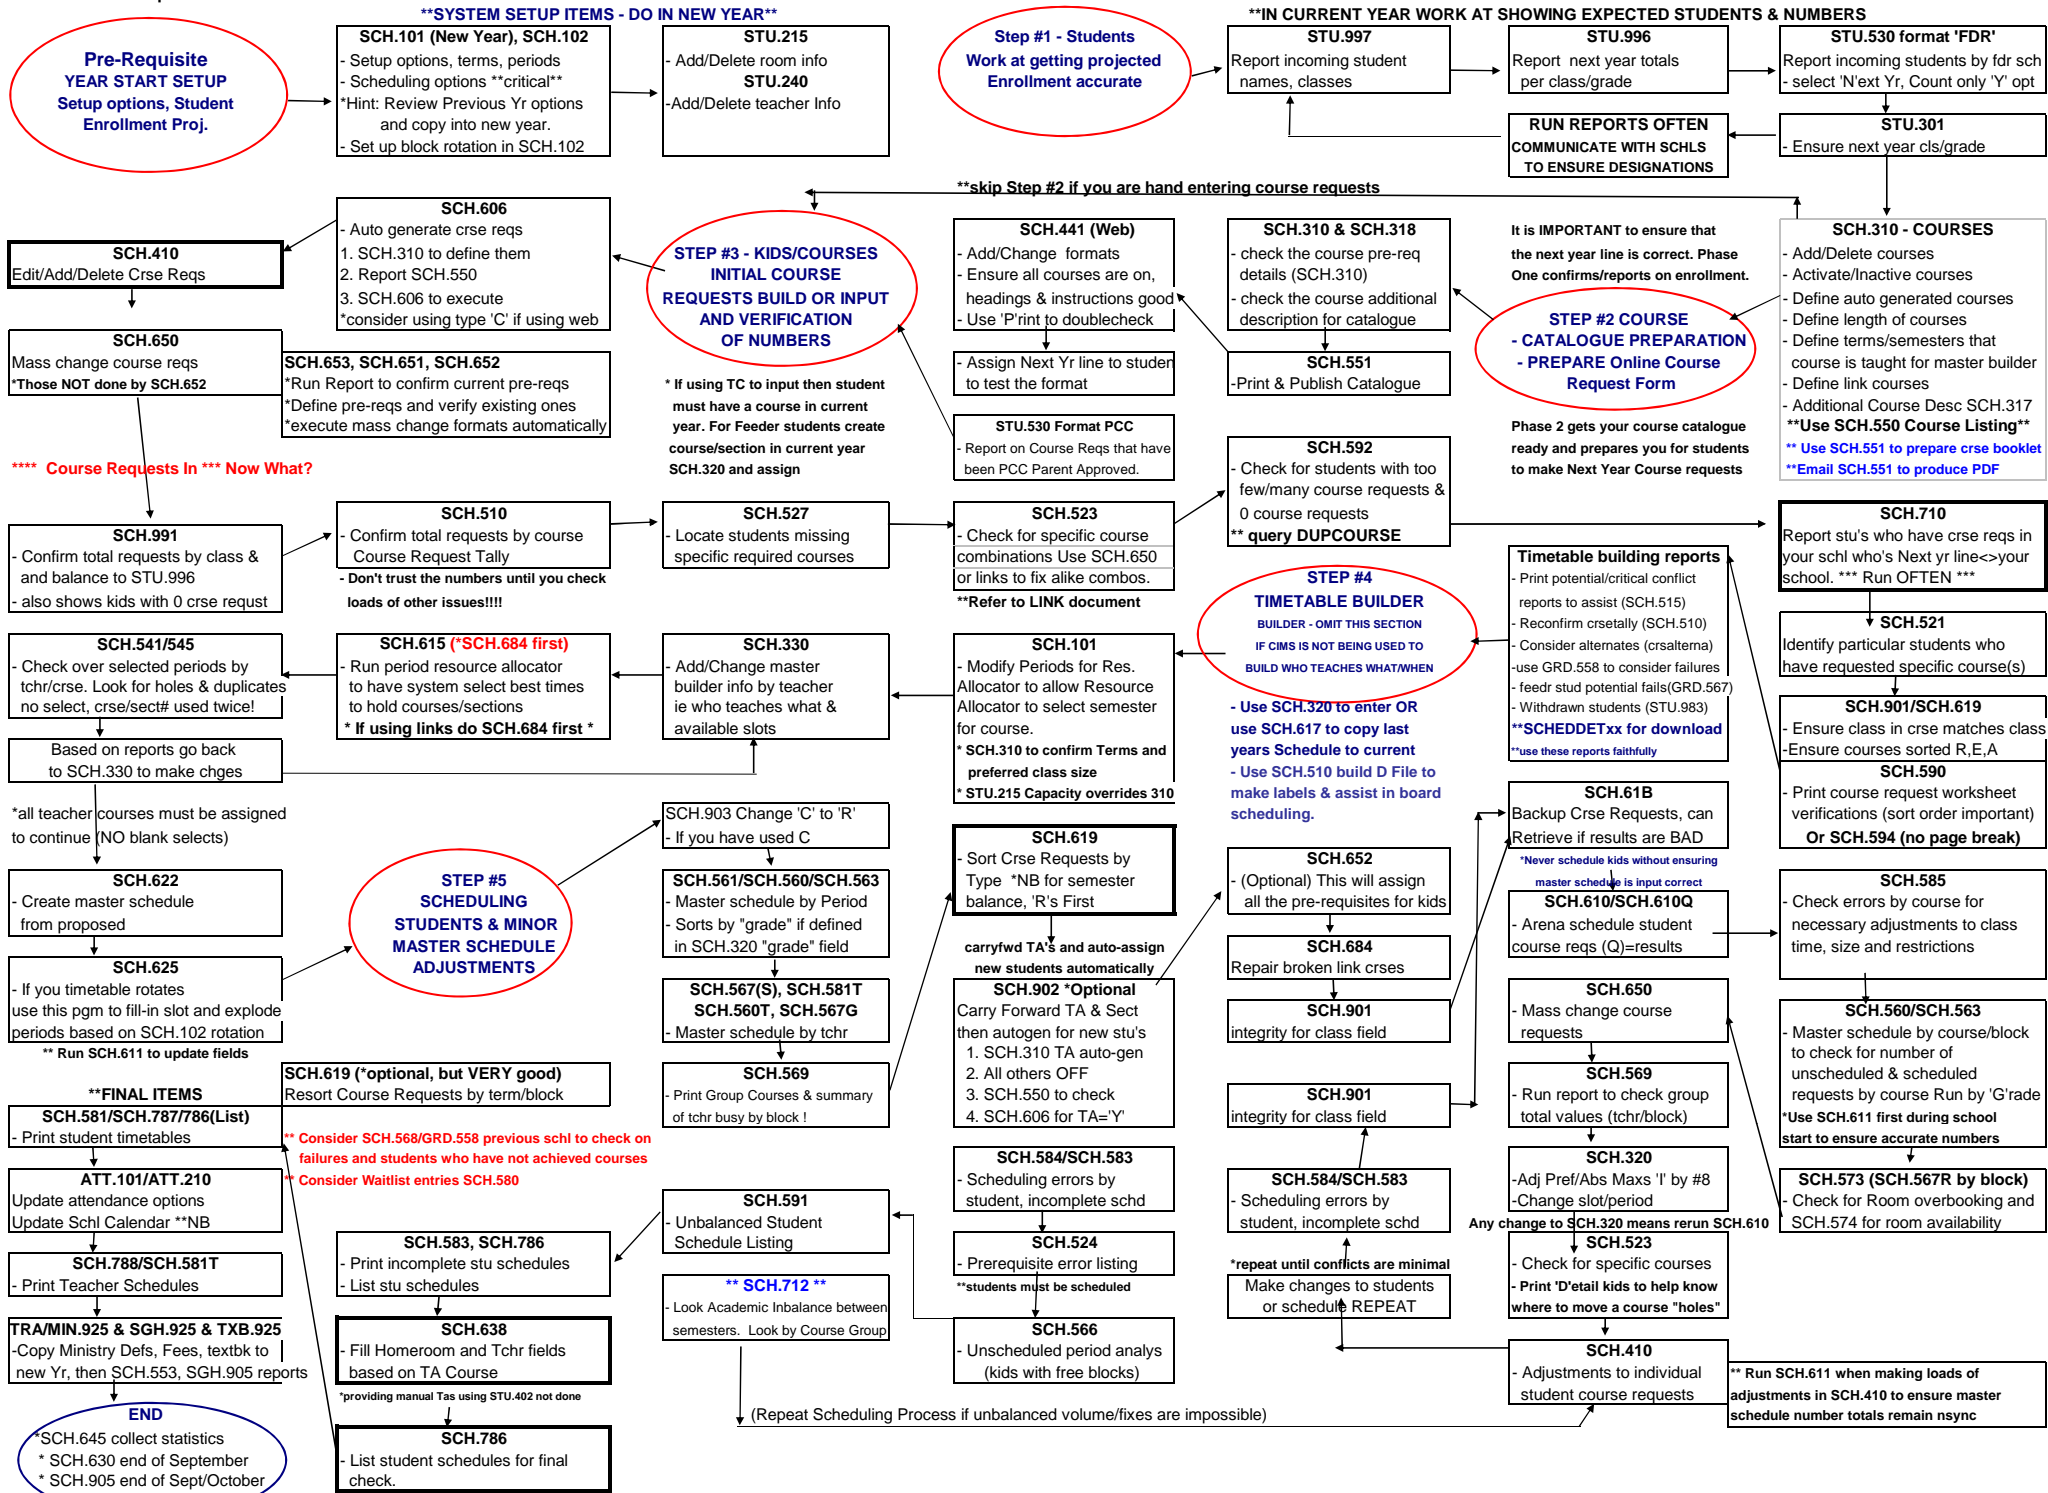 **SYSTEM SETUP ITEMS - DO IN NEW YEAR**
**IN CURRENT YEAR WORK AT SHOWING EXPECTED STUDENTS & NUMBERS
Pre-Requisite
YEAR START SETUP
Setup options, Student
Enrollment Proj.
SCH.101 (New Year), SCH.102
- Setup options, terms, periods
- Scheduling options **critical**
*Hint: Review Previous Yr options
and copy into new year.
- Set up block rotation in SCH.102
STU.215
- Add/Delete room info
STU.240
-Add/Delete teacher Info
Step #1 - Students
Work at getting projected
Enrollment accurate
STU.997
Report incoming student
names, classes
STU.996
Report next year totals
per class/grade
STU.530 format 'FDR'
Report incoming students by fdr sch
- select 'N'ext Yr, Count only 'Y' opt
RUN REPORTS OFTEN
COMMUNICATE WITH SCHLS
TO ENSURE DESIGNATIONS
STU.301
- Ensure next year cls/grade
**skip Step #2 if you are hand entering course requests
SCH.410
Edit/Add/Delete Crse Reqs
SCH.606
- Auto generate crse reqs
1. SCH.310 to define them
2. Report SCH.550
3. SCH.606 to execute
*consider using type 'C' if using web
STEP #3 - KIDS/COURSES
INITIAL COURSE
REQUESTS BUILD OR INPUT
AND VERIFICATION
OF NUMBERS
SCH.441 (Web)
- Add/Change formats
- Ensure all courses are on,
headings & instructions good
- Use 'P'rint to doublecheck
- Assign Next Yr line to studen
to test the format
SCH.310 & SCH.318
- check the course pre-req
details (SCH.310)
- check the course additional
description for catalogue
SCH.551
-Print & Publish Catalogue
It is IMPORTANT to ensure that
the next year line is correct. Phase
One confirms/reports on enrollment.
STEP #2 COURSE
- CATALOGUE PREPARATION
- PREPARE Online Course
Request Form
Phase 2 gets your course catalogue
ready and prepares you for students
to make Next Year Course requests
SCH.310 - COURSES
- Add/Delete courses
- Activate/Inactive courses
- Define auto generated courses
- Define length of courses
- Define terms/semesters that
course is taught for master builder
- Define link courses
- Additional Course Desc SCH.317
**Use SCH.550 Course Listing**
** Use SCH.551 to prepare crse booklet
**Email SCH.551 to produce PDF
SCH.650
Mass change course reqs
*Those NOT done by SCH.652
SCH.653, SCH.651, SCH.652
*Run Report to confirm current pre-reqs
*Define pre-reqs and verify existing ones
*execute mass change formats automatically
* If using TC to input then student
must have a course in current
year. For Feeder students create
course/section in current year
SCH.320 and assign
STU.530 Format PCC
- Report on Course Reqs that have
been PCC Parent Approved.
**** Course Requests In *** Now What?
SCH.991
- Confirm total requests by class &
and balance to STU.996
- also shows kids with 0 crse requst
SCH.510
- Confirm total requests by course
Course Request Tally
- Don't trust the numbers until you check
loads of other issues!!!!
SCH.527
- Locate students missing
specific required courses
SCH.523
- Check for specific course
combinations Use SCH.650
or links to fix alike combos.
**Refer to LINK document
SCH.592
- Check for students with too
few/many course requests &
0 course requests
** query DUPCOURSE
SCH.710
Report stu's who have crse reqs in
your schl who's Next yr line<>your
school. *** Run OFTEN ***
SCH.521
Identify particular students who
have requested specific course(s)
SCH.901/SCH.619
- Ensure class in crse matches class
-Ensure courses sorted R,E,A
SCH.590
- Print course request worksheet
verifications (sort order important)
Or SCH.594 (no page break)
Timetable building reports
- Print potential/critical conflict
reports to assist (SCH.515)
- Reconfirm crsetally (SCH.510)
- Consider alternates (crsalterna)
-use GRD.558 to consider failures
- feedr stud potential fails(GRD.567)
- Withdrawn students (STU.983)
**SCHEDDETxx for download
**use these reports faithfully
STEP #4
TIMETABLE BUILDER
BUILDER - OMIT THIS SECTION
IF CIMS IS NOT BEING USED TO
BUILD WHO TEACHES WHAT/WHEN
- Use SCH.320 to enter OR
use SCH.617 to copy last
years Schedule to current
- Use SCH.510 build D File to
make labels & assist in board
scheduling.
SCH.101
- Modify Periods for Res.
Allocator to allow Resource
Allocator to select semester
for course.
* SCH.310 to confirm Terms and
preferred class size
* STU.215 Capacity overrides 310
SCH.330
- Add/Change master
builder info by teacher
ie who teaches what &
available slots
SCH.615 (*SCH.684 first)
- Run period resource allocator
to have system select best times
to hold courses/sections
* If using links do SCH.684 first *
SCH.541/545
- Check over selected periods by
tchr/crse. Look for holes & duplicates
no select, crse/sect# used twice!
Based on reports go back
to SCH.330 to make chges
*all teacher courses must be assigned
to continue (NO blank selects)
SCH.622
- Create master schedule
from proposed
SCH.625
- If you timetable rotates
use this pgm to fill-in slot and explode
periods based on SCH.102 rotation
** Run SCH.611 to update fields
STEP #5
SCHEDULING
STUDENTS & MINOR
MASTER SCHEDULE
ADJUSTMENTS
SCH.903 Change 'C' to 'R'
- If you have used C
SCH.561/SCH.560/SCH.563
- Master schedule by Period
- Sorts by "grade" if defined
in SCH.320 "grade" field
SCH.567(S), SCH.581T
SCH.560T, SCH.567G
- Master schedule by tchr
SCH.569
- Print Group Courses & summary
of tchr busy by block !
SCH.619
- Sort Crse Requests by
Type *NB for semester
balance, 'R's First
carryfwd TA's and auto-assign
new students automatically
SCH.902 *Optional
Carry Forward TA & Sect
then autogen for new stu's
1. SCH.310 TA auto-gen
2. All others OFF
3. SCH.550 to check
4. SCH.606 for TA='Y'
SCH.652
- (Optional) This will assign
all the pre-requisites for kids
SCH.684
Repair broken link crses
SCH.901
integrity for class field
SCH.61B
Backup Crse Requests, can
Retrieve if results are BAD
*Never schedule kids without ensuring
master schedule is input correct
SCH.610/SCH.610Q
- Arena schedule student
course reqs (Q)=results
SCH.585
- Check errors by course for
necessary adjustments to class
time, size and restrictions
SCH.560/SCH.563
- Master schedule by course/block
to check for number of
unscheduled & scheduled
requests by course Run by 'G'rade
*Use SCH.611 first during school
start to ensure accurate numbers
SCH.573 (SCH.567R by block)
- Check for Room overbooking and
SCH.574 for room availability
SCH.650
- Mass change course
requests
SCH.569
- Run report to check group
total values (tchr/block)
SCH.320
-Adj Pref/Abs Maxs 'I' by #8
-Change slot/period
Any change to SCH.320 means rerun SCH.610
SCH.523
- Check for specific courses
- Print 'D'etail kids to help know
where to move a course "holes"
SCH.410
- Adjustments to individual
student course requests
** Run SCH.611 when making loads of
adjustments in SCH.410 to ensure master
schedule number totals remain nsync
SCH.901
integrity for class field
SCH.584/SCH.583
- Scheduling errors by
student, incomplete schd
*repeat until conflicts are minimal
Make changes to students
or schedule REPEAT
SCH.584/SCH.583
- Scheduling errors by
student, incomplete schd
SCH.524
- Prerequisite error listing
**students must be scheduled
SCH.566
- Unscheduled period analys
(kids with free blocks)
SCH.591
- Unbalanced Student
Schedule Listing
** SCH.712 **
- Look Academic Inbalance between
semesters. Look by Course Group
(Repeat Scheduling Process if unbalanced volume/fixes are impossible)
SCH.619 (*optional, but VERY good)
Resort Course Requests by term/block
** Consider SCH.568/GRD.558 previous schl to check on
failures and students who have not achieved courses
** Consider Waitlist entries SCH.580
SCH.583, SCH.786
- Print incomplete stu schedules
- List stu schedules
SCH.638
- Fill Homeroom and Tchr fields
based on TA Course
*providing manual Tas using STU.402 not done
SCH.786
- List student schedules for final
check.
**FINAL ITEMS
SCH.581/SCH.787/786(List)
- Print student timetables
ATT.101/ATT.210
Update attendance options
Update Schl Calendar **NB
SCH.788/SCH.581T
- Print Teacher Schedules
TRA/MIN.925 & SGH.925 & TXB.925
-Copy Ministry Defs, Fees, textbk to
new Yr, then SCH.553, SGH.905 reports
END
*SCH.645 collect statistics
* SCH.630 end of September
* SCH.905 end of Sept/October